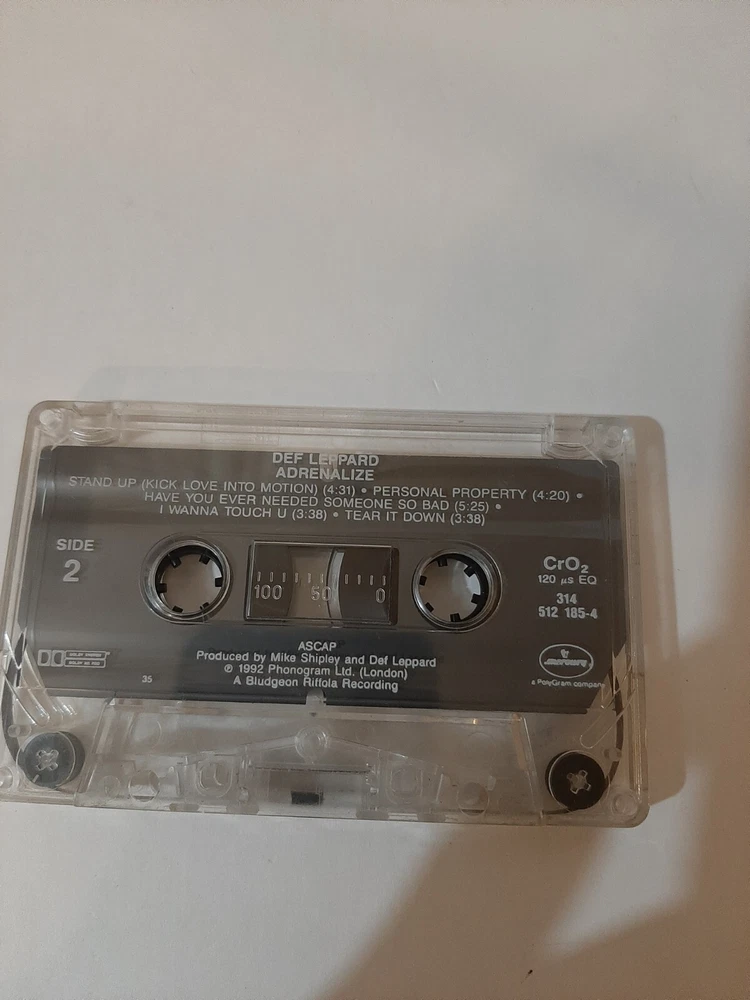 DEF LEPPARD
ADRENALIZE
STAND UP (KICK LOVE INTO MOTION) (4:31) • PERSONAL PROPERTY (4:20) •
HAVE YOU EVER NEEDED SOMEONE SO BAD (5:25) •
I WANNA TOUCH U (3:38) • TEAR IT DOWN (3:38)
SIDE
2
100 50 0
CrO2
120 µs EQ
314
512 185-4
ASCAP
Produced by Mike Shipley and Def Leppard
℗ 1992 Phonogram Ltd. (London)
A Bludgeon Riffola Recording
35
mercury
a PolyGram company